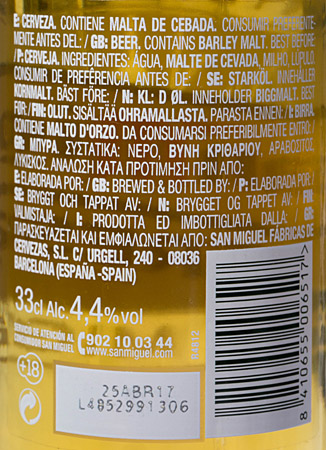 E: CERVEZA. CONTIENE MALTA DE CEBADA. CONSUMIR PREFERENTE-
MENTE ANTES DEL: / GB: BEER. CONTAINS BARLEY MALT. BEST BEFORE:
/ P: CERVEJA. INGREDIENTES: ÁGUA, MALTE DE CEVADA, MILHO, LÚPULO.
CONSUMIR DE PREFERÊNCIA ANTES DE: / SE: STARKÖL. INNEHÅLLER
KORNMALT. BÄST FÖRE: / N: KL: D ØL. INNEHOLDER BIGGMALT. BEST
FØR: / FIN: OLUT. SISÄLTÄÄ OHRAMALLASTA. PARASTA ENNEN: / I: BIRRA.
CONTIENE MALTO D'ORZO. DA CONSUMARSI PREFERIBILMENTE ENTRO: /
GR: ΜΠΥΡΑ. ΣΥΣΤΑΤΙΚΑ: ΝΕΡΟ, ΒΥΝΗ ΚΡΙΘΑΡΙΟΥ, ΑΡΑΒΟΣΙΤΟΣ,
ΛΥΚΙΣΚΟΣ. ΑΝΑΛΩΣΗ ΚΑΤΑ ΠΡΟΤΙΜΗΣΗ ΠΡΙΝ ΑΠΟ:
E: ELABORADA POR: / GB: BREWED & BOTTLED BY: / P: ELABORADA POR: /
SE: BRYGGT OCH TAPPAT AV: / N: BRYGGET OG TAPPET AV: / FIN:
VALMISTAJA: / I: PRODOTTA ED IMBOTTIGLIATA DALLA: / GR:
ΠΑΡΑΣΚΕΥΑΖΕΤΑΙ ΚΑΙ ΕΜΦΙΑΛΩΝΕΤΑΙ ΑΠΟ: SAN MIGUEL FÁBRICAS DE
CERVEZAS, S.L. C/ URGELL, 240 - 08036
BARCELONA (ESPAÑA -SPAIN)
33cl Alc. 4,4% vol
SERVICIO DE ATENCIÓN AL
CONSUMIDOR SAN MIGUEL
902 10 03 44
www.sanmiguel.com
+18
25ABR17
L4852991306
8 410655 006517